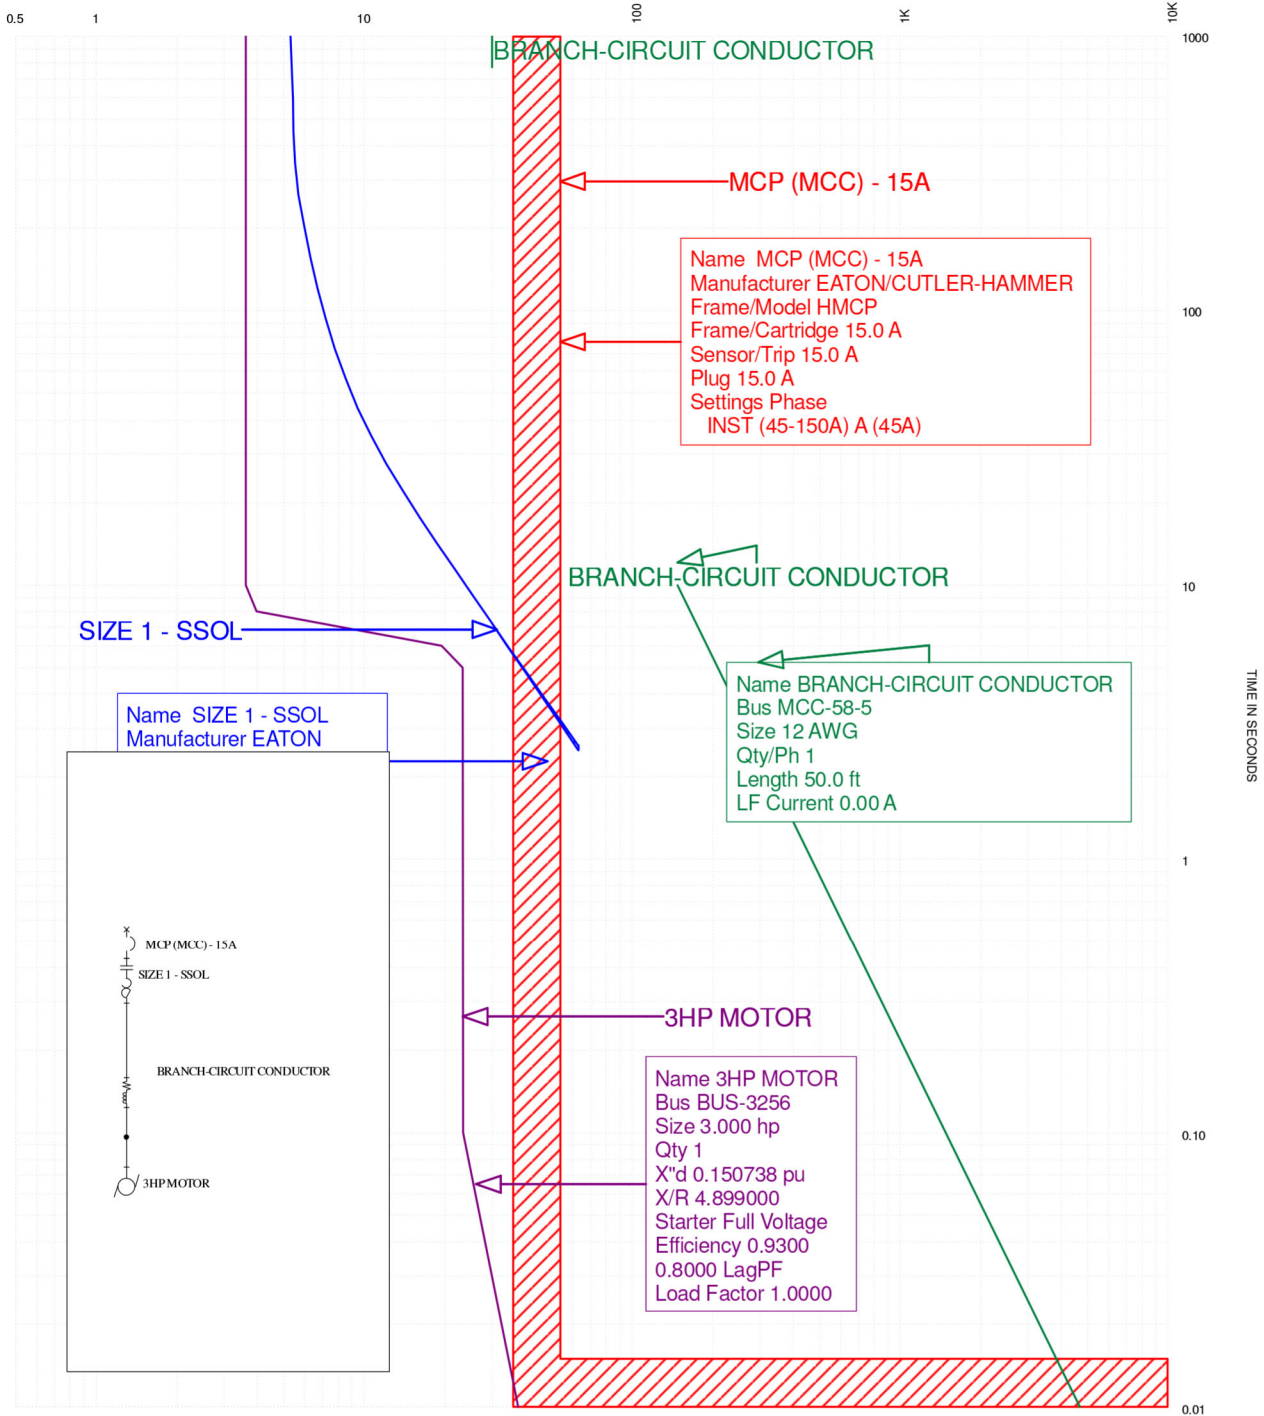 0.5 1 10 100 1K 10K
1000
BRANCH-CIRCUIT CONDUCTOR
MCP (MCC) - 15A
Name MCP (MCC) - 15A
Manufacturer EATON/CUTLER-HAMMER
Frame/Model HMCP
Frame/Cartridge 15.0 A
Sensor/Trip 15.0 A
Plug 15.0 A
Settings Phase
INST (45-150A) A (45A)
100
BRANCH-CIRCUIT CONDUCTOR
10
SIZE 1 - SSOL
Name BRANCH-CIRCUIT CONDUCTOR
Bus MCC-58-5
Size 12 AWG
Qty/Ph 1
Length 50.0 ft
LF Current 0.00 A
TIME IN SECONDS
Name SIZE 1 - SSOL
Manufacturer EATON
1
MCP (MCC) - 15A
SIZE 1 - SSOL
BRANCH-CIRCUIT CONDUCTOR
3HP MOTOR
3HP MOTOR
Name 3HP MOTOR
Bus BUS-3256
Size 3.000 hp
Qty 1
X"d 0.150738 pu
X/R 4.899000
Starter Full Voltage
Efficiency 0.9300
0.8000 LagPF
Load Factor 1.0000
0.10
0.01